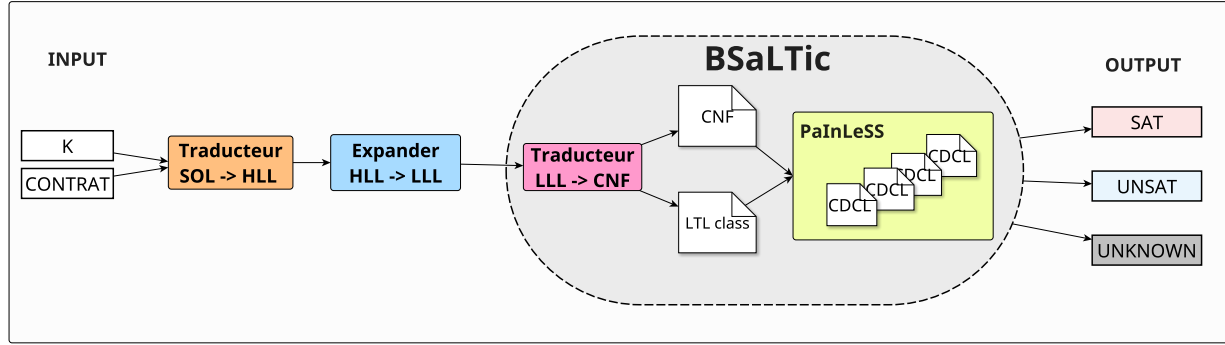 INPUT
K
CONTRAT
Traducteur
SOL -> HLL
Expander
HLL -> LLL
BSaLTic
Traducteur
LLL -> CNF
CNF
LTL class
PaInLeSS
CDCL
CDCL
CDCL
CDCL
OUTPUT
SAT
UNSAT
UNKNOWN